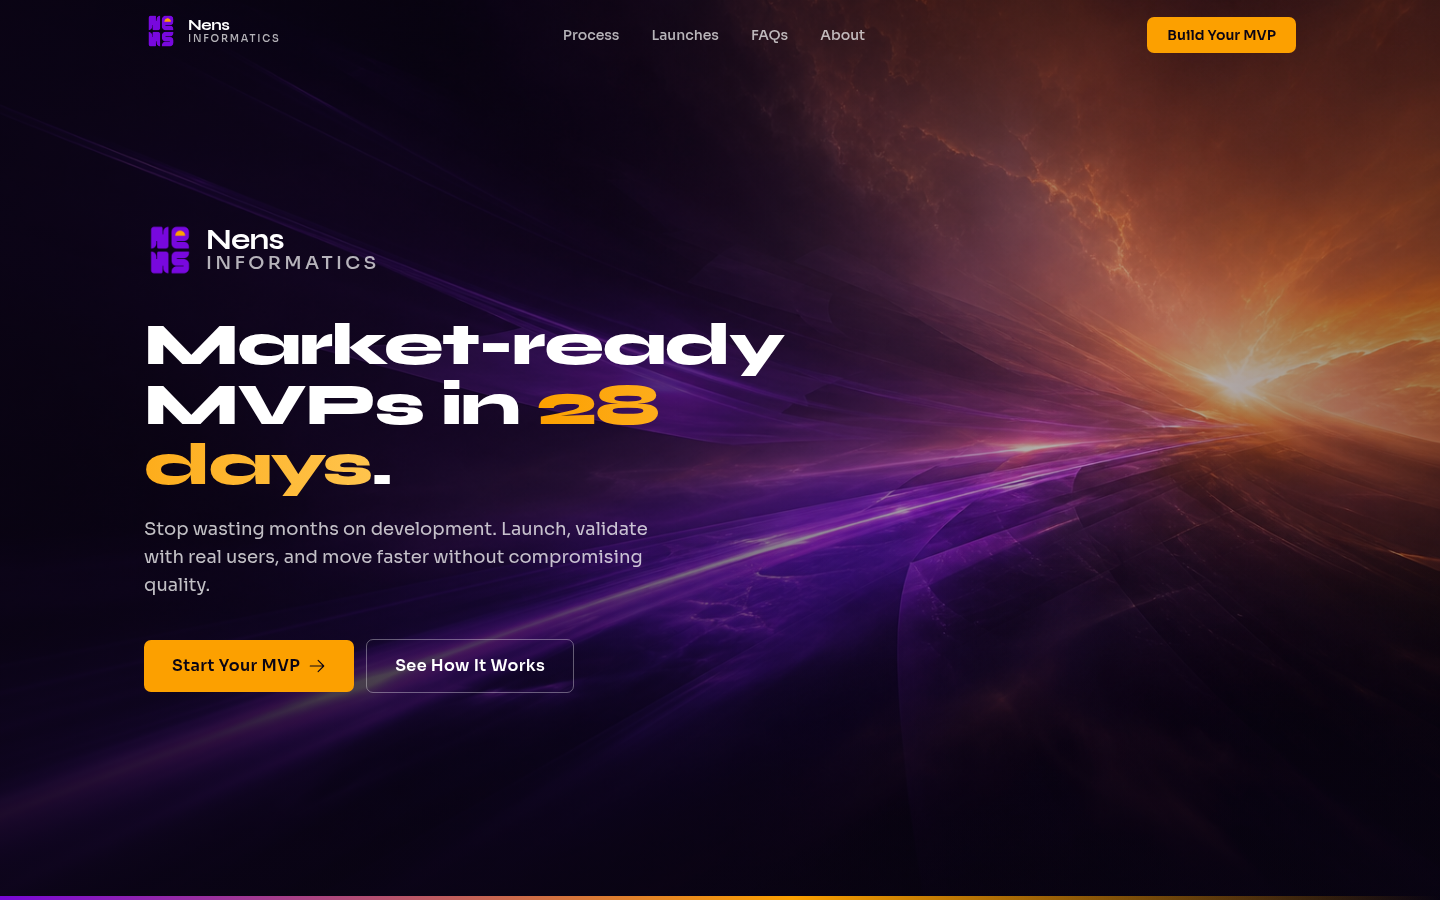 Nens
INFORMATICS
Process
Launches
FAQs
About
Build Your MVP
Nens
INFORMATICS
Market-ready
MVPs in 28
days.
Stop wasting months on development. Launch, validate
with real users, and move faster without compromising
quality.
Start Your MVP →
See How It Works